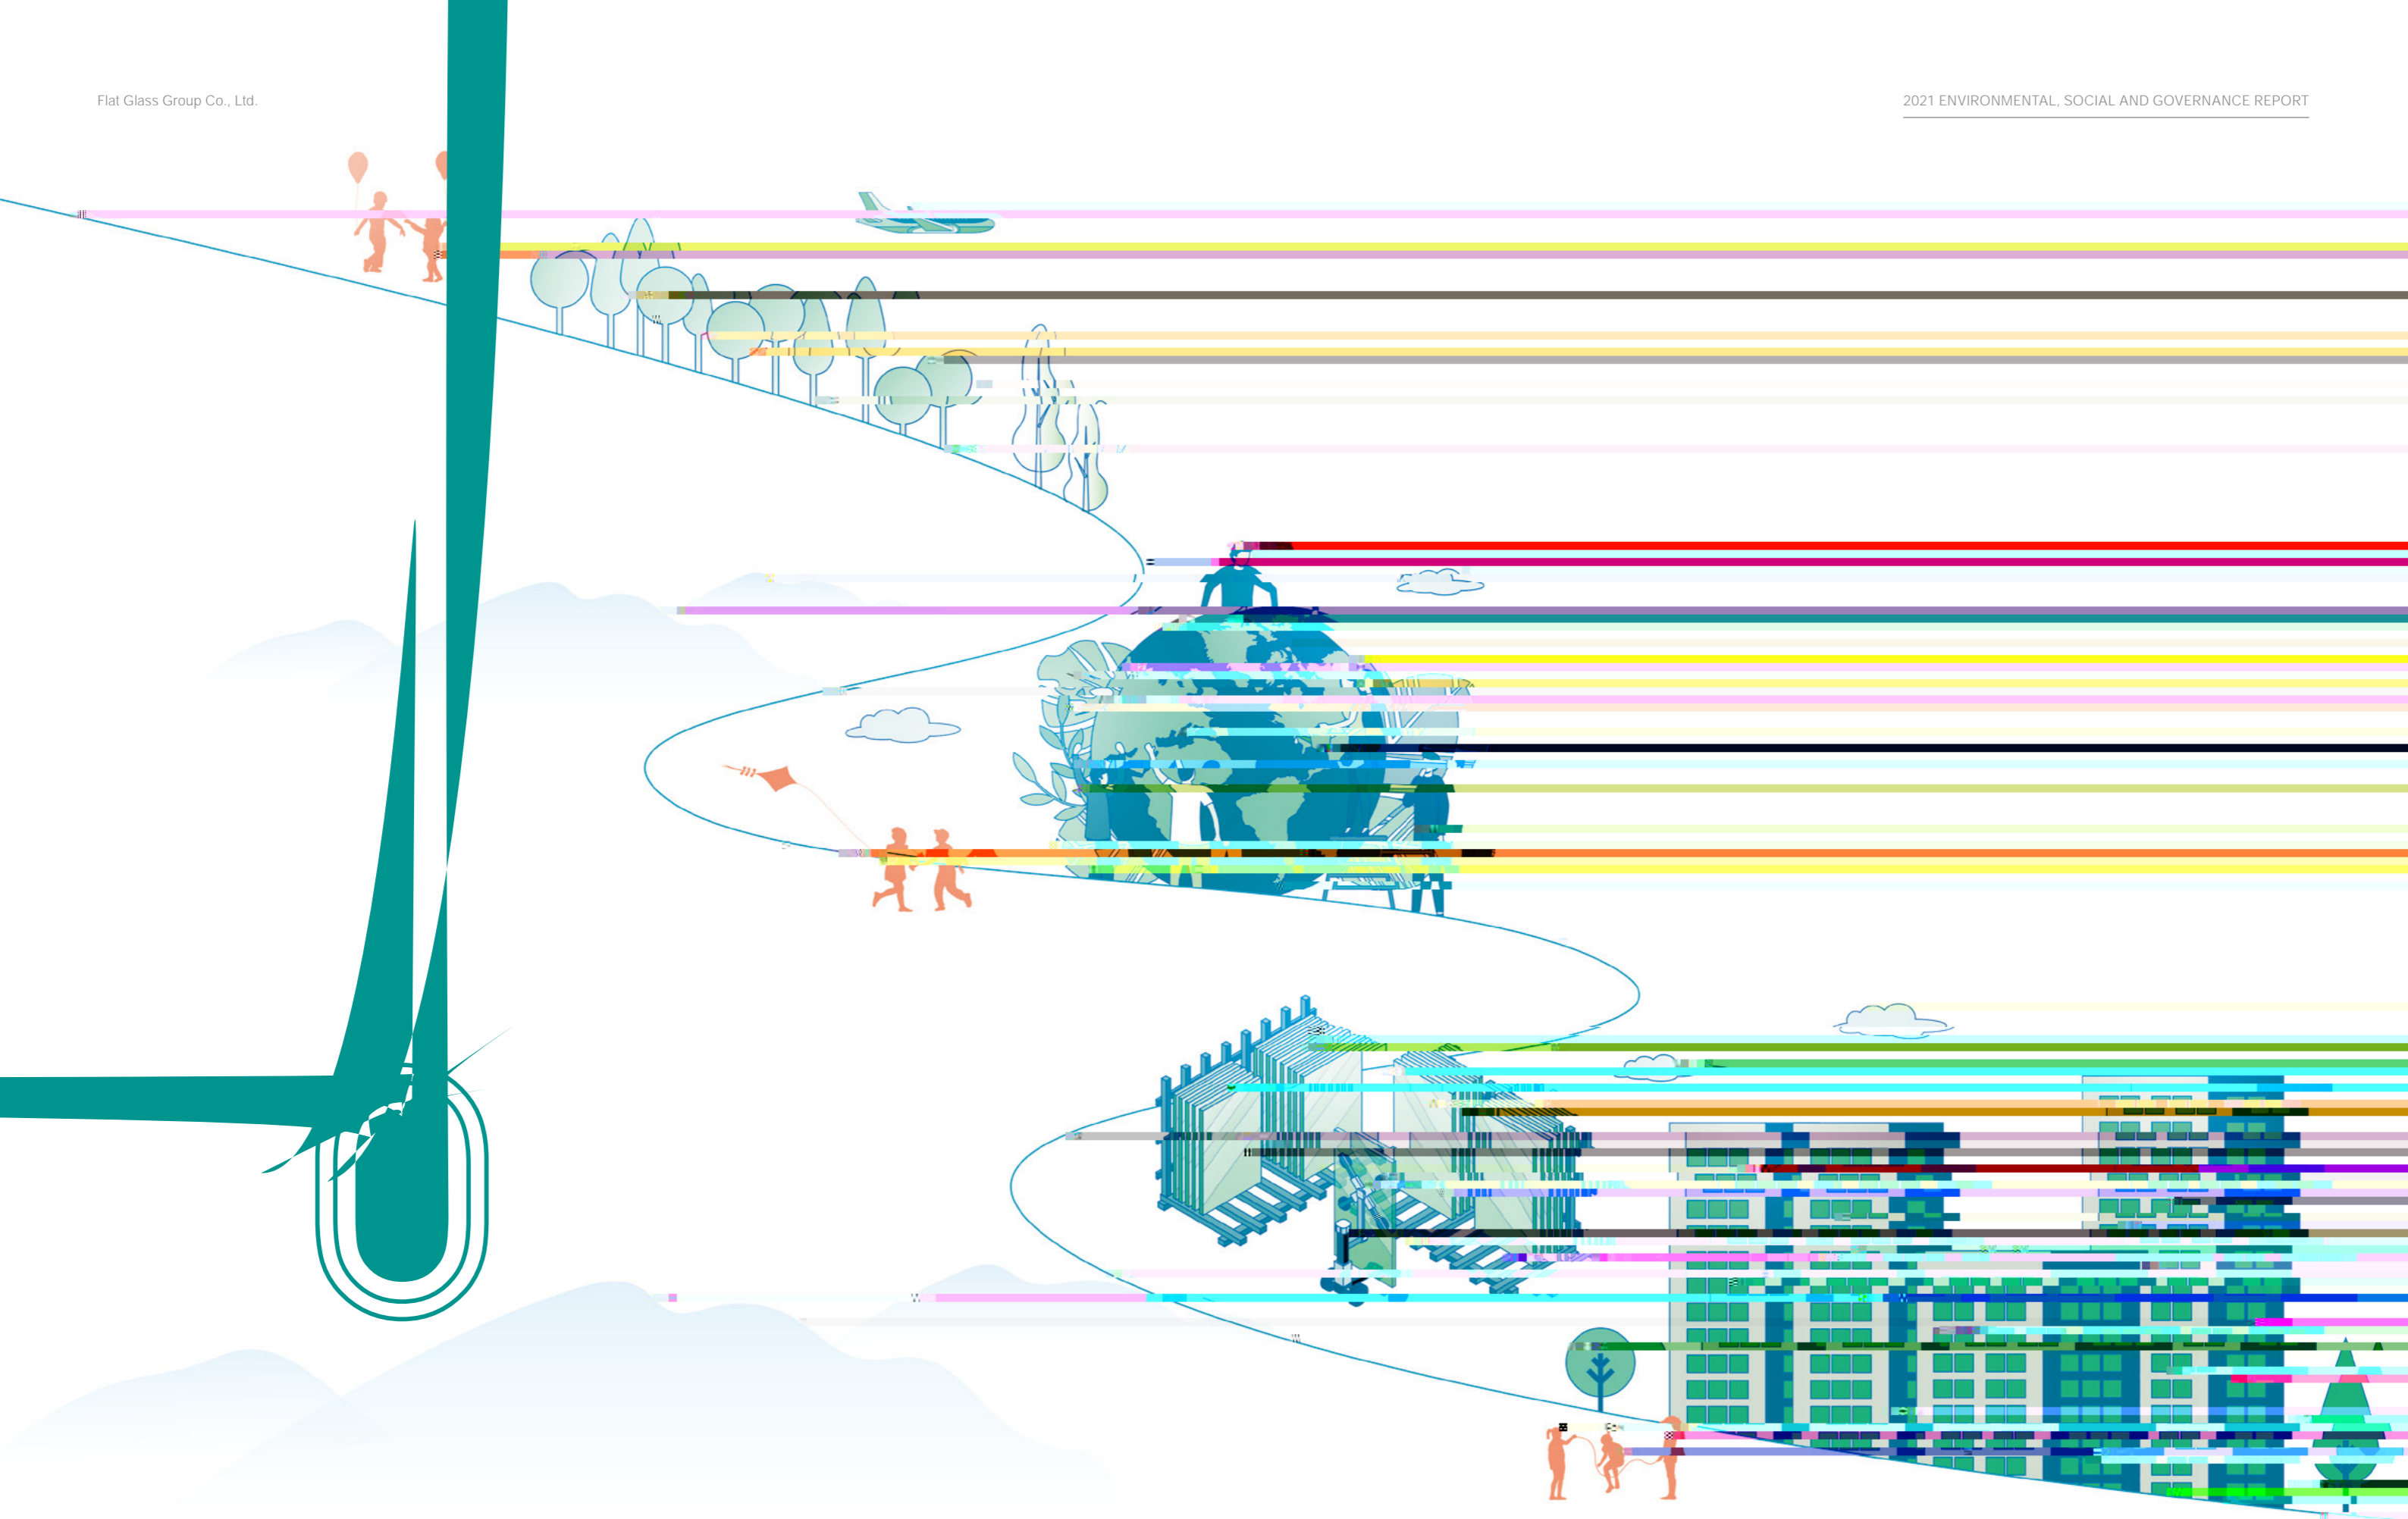 Flat Glass Group Co., Ltd.
2021 ENVIRONMENTAL, SOCIAL AND GOVERNANCE REPORT